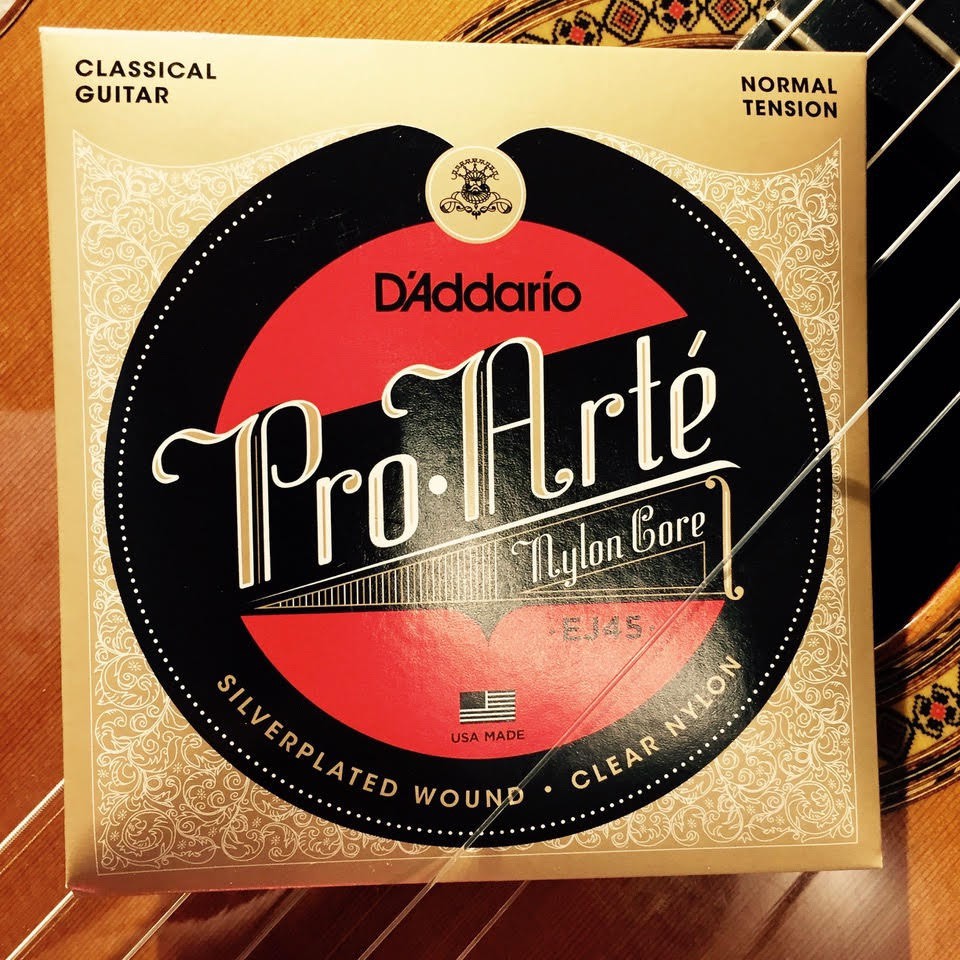 CLASSICAL
GUITAR
NORMAL
TENSION
D'Addario
Pro·Arté
Nylon Core
·EJ45·
USA MADE
SILVERPLATED WOUND • CLEAR NYLON